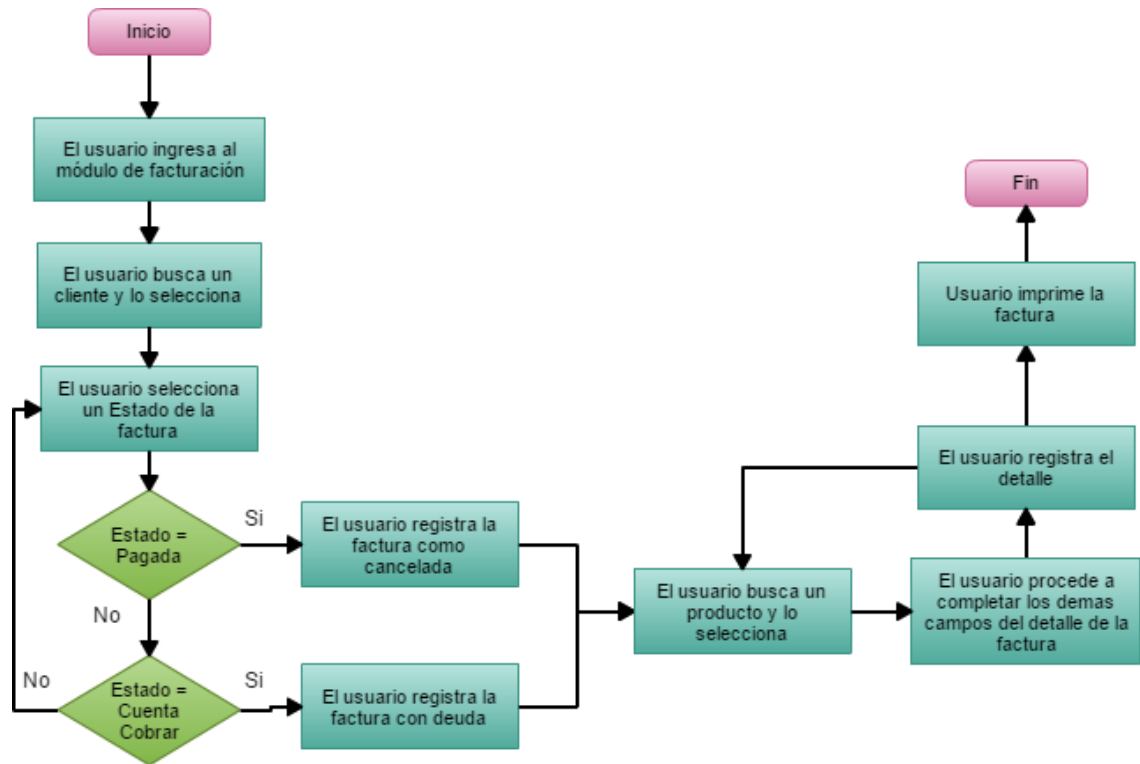 Inicio
El usuario ingresa al
módulo de facturación
El usuario busca un
cliente y lo selecciona
El usuario selecciona
un Estado de la
factura
Estado =
Pagada
Si
No
El usuario registra la
factura como
cancelada
Estado =
Cuenta
Cobrar
No
Si
El usuario registra la
factura con deuda
El usuario busca un
producto y lo
selecciona
El usuario procede a
completar los demas
campos del detalle de la
factura
El usuario registra el
detalle
Usuario imprime la
factura
Fin